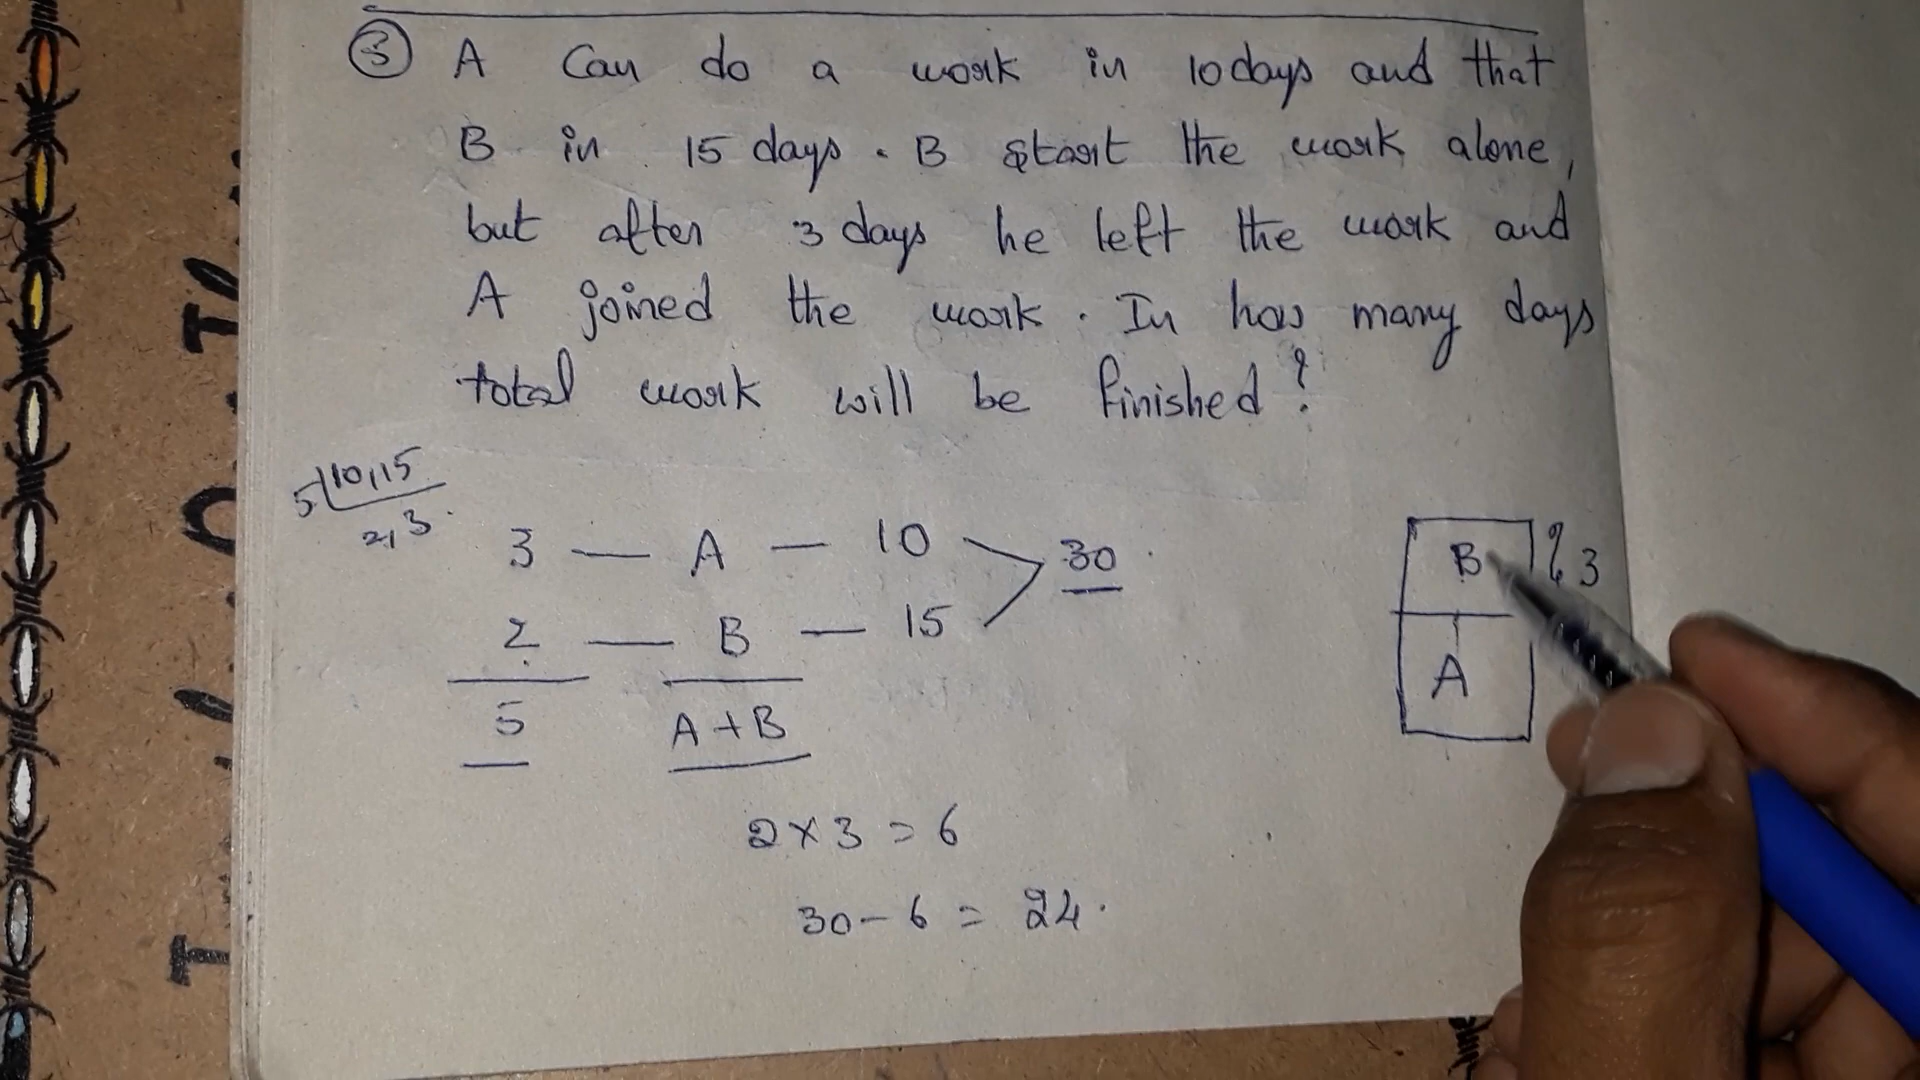 ③ A Can do a work in 10days and that
B in 15 days. B start the work alone,
but after 3 days he left the work and
A joined the work. In how many days
total work will be finished?
5 10,15
2,3
3 — A — 10
30
2 — B — 15
5 A+B
2×3=6
30-6=24.
B 3
A